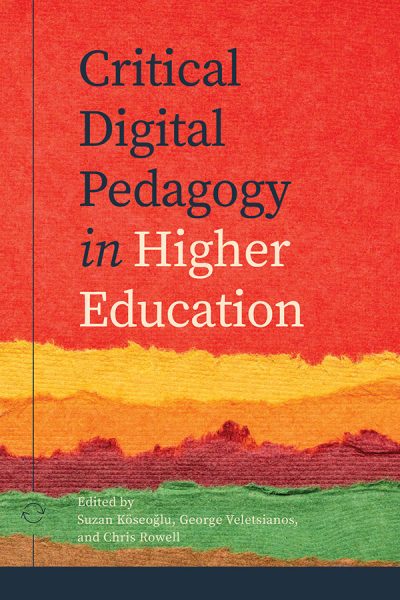 Critical
Digital
Pedagogy
in Higher
Education
Edited by
Suzan Köseoğlu, George Veletsianos,
and Chris Rowell